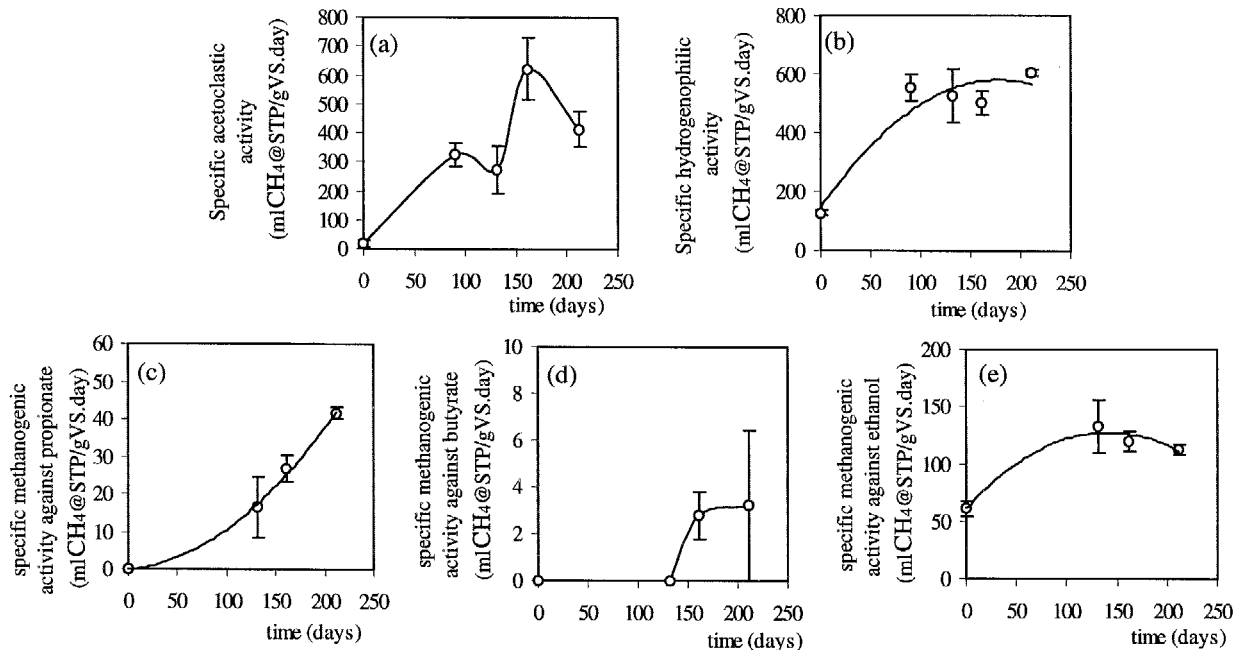 Specific acetoclastic
activity
(mlCH4@STP/gVS.day)
(a)
800
700
600
500
400
300
200
100
0
0 50 100 150 200 250
time (days)
Specific hydrogenophilic
activity
(mlCH4@STP/gVS.day)
(b)
800
600
400
200
0
0 50 100 150 200 250
time (days)
specific methanogenic
activity against propionate
(mlCH4@STP/gVS.day)
(c)
60
50
40
30
20
10
0
0 50 100 150 200 250
time (days)
specific methanogenic
activity against butyrate
(mlCH4@STP/gVS.day)
(d)
10
8
6
4
2
0
0 50 100 150 200 250
time (days)
specific methanogenic
activity against ethanol
(mlCH4@STP/gVS.day)
(e)
200
150
100
50
0
0 50 100 150 200 250
time (days)